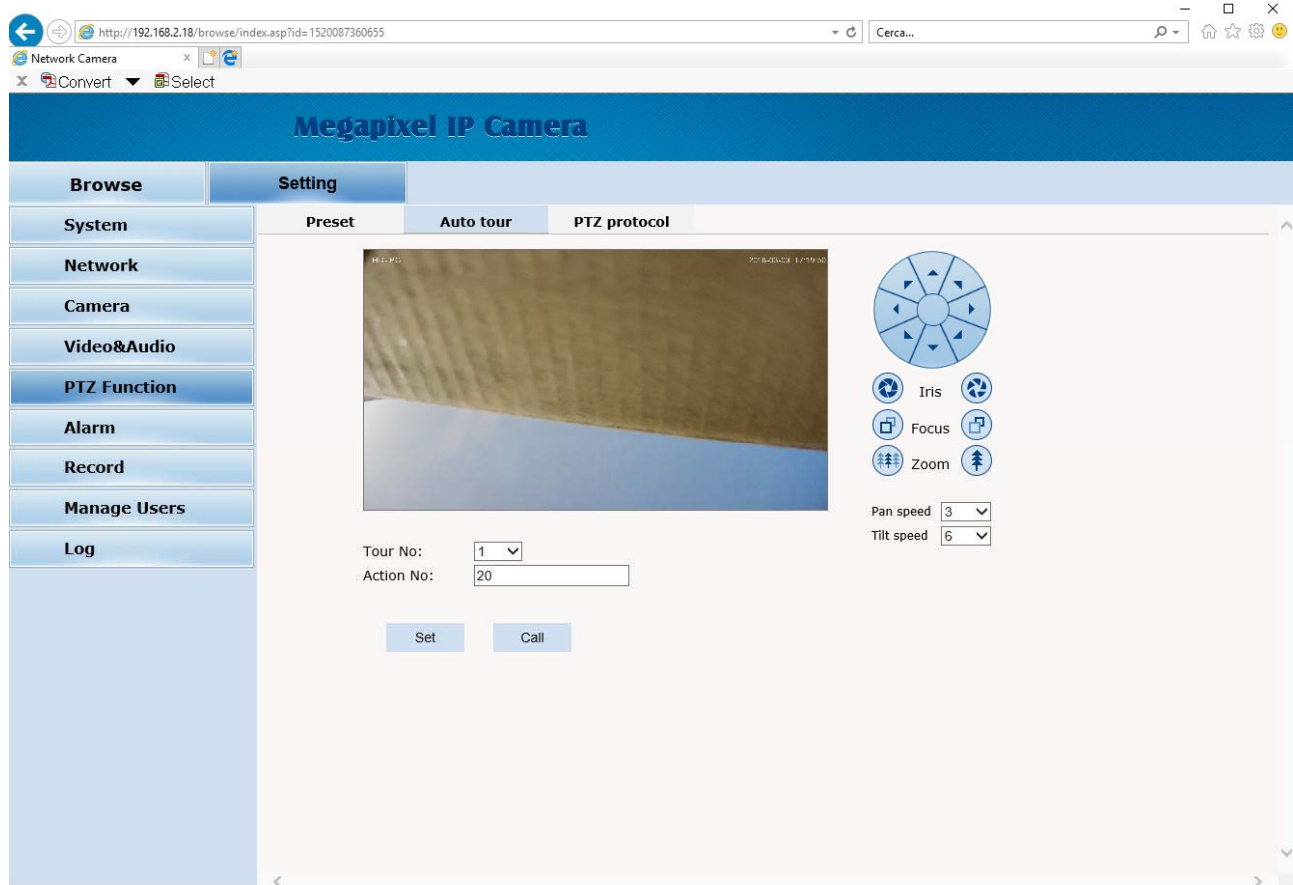 http://192.168.2.18/browse/index.asp?id=1520087360655
Cerca...
Network Camera
x Convert Select
Megapixel IP Camera
Browse Setting
System
Network
Camera
Video&Audio
PTZ Function
Alarm
Record
Manage Users
Log
Preset Auto tour PTZ protocol
Iris
Focus
Zoom
Pan speed 3
Tilt speed 6
Tour No: 1
Action No: 20
Set Call